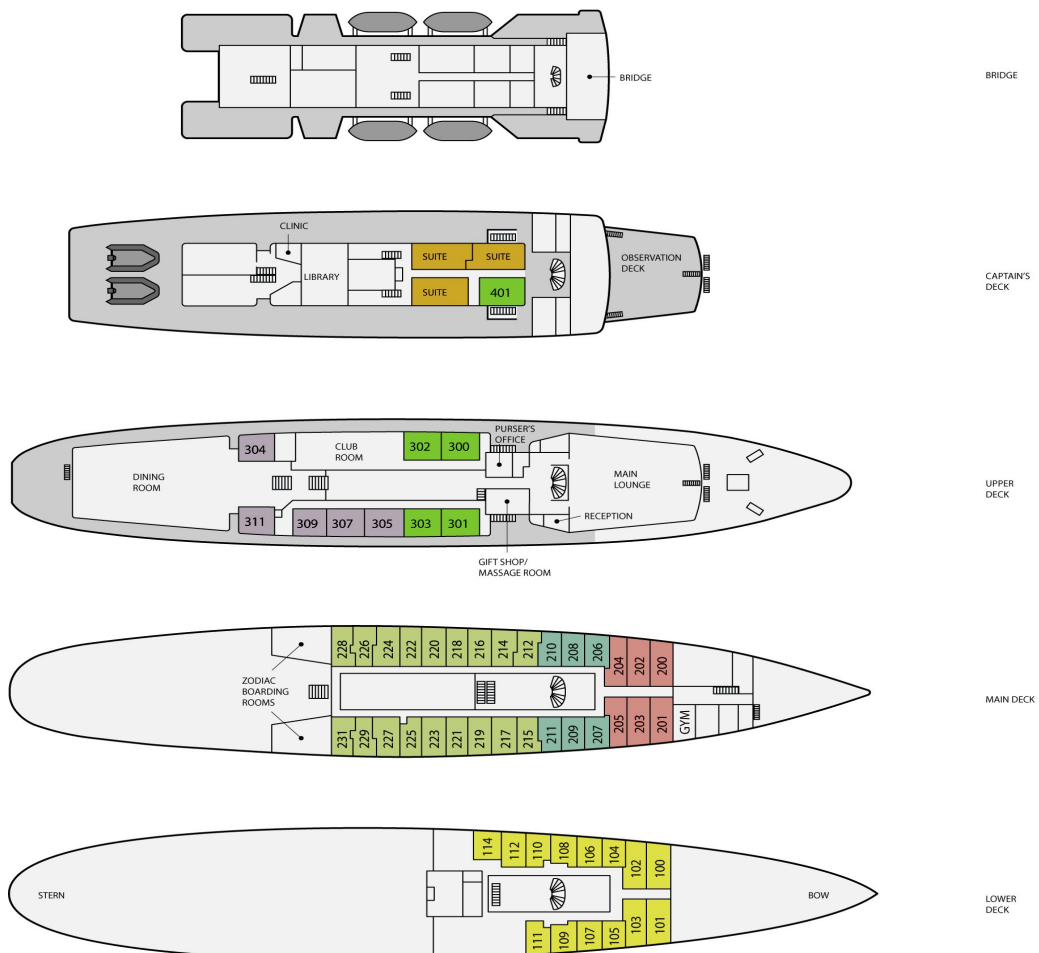 BRIDGE
BRIDGE
CLINIC
LIBRARY
SUITE
SUITE
SUITE
401
OBSERVATION
DECK
CAPTAIN'S
DECK
304
CLUB
ROOM
302
300
PURSER'S
OFFICE
DINING
ROOM
MAIN
LOUNGE
UPPER
DECK
311
309
307
305
303
301
RECEPTION
GIFT SHOP/
MASSAGE ROOM
228
226
224
222
220
218
216
214
212
210
208
206
204
202
200
ZODIAC
BOARDING
ROOMS
MAIN DECK
231
229
227
225
223
221
219
217
215
211
209
207
205
203
201
GYM
114
112
110
108
106
104
102
100
STERN
BOW
LOWER
DECK
111
109
107
105
103
101